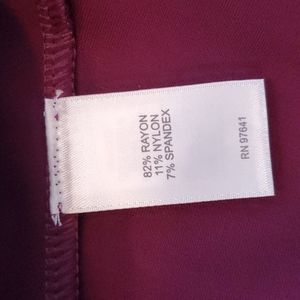 82% RAYON
11% NYLON
7% SPANDEX
RN 97641